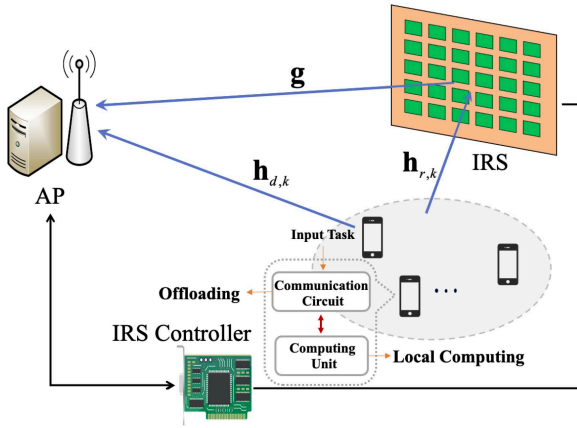 g
IRS
h_{r,k}
h_{d,k}
AP
Input Task
Communication
Circuit
Offloading
IRS Controller
Computing
Unit
Local Computing